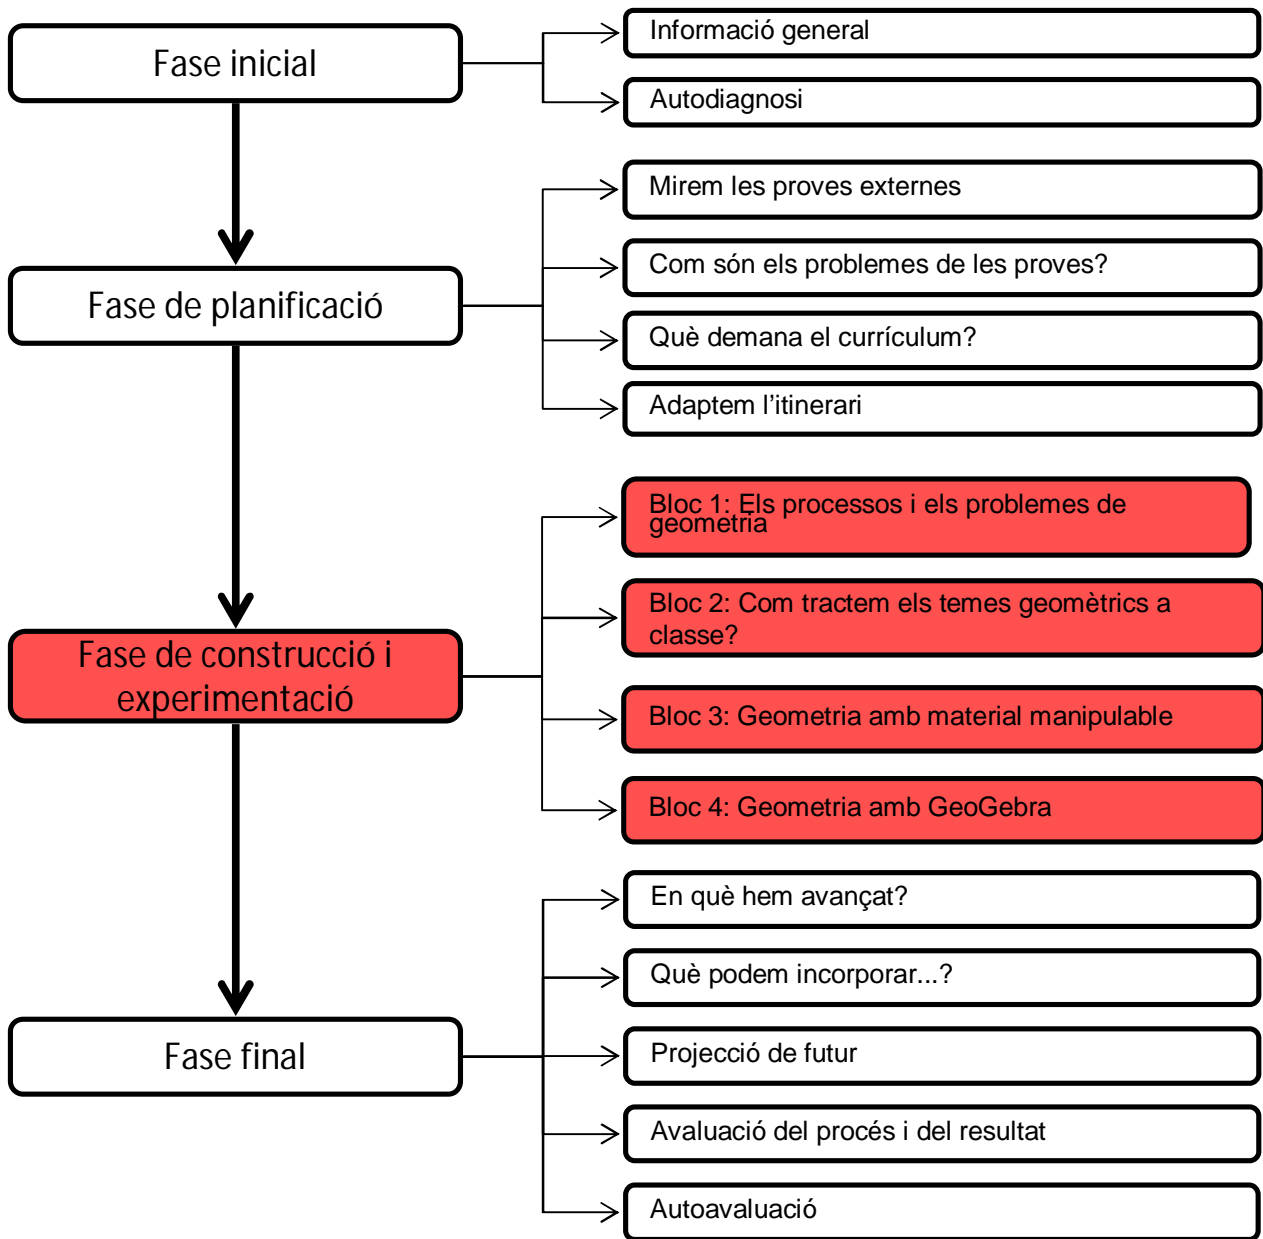 Fase inicial
Informació general
Autodiagnosi
Fase de planificació
Mirem les proves externes
Com són els problemes de les proves?
Què demana el currículum?
Adaptem l'itinerari
Fase de construcció i
experimentació
Bloc 1: Els processos i els problemes de
geometria
Bloc 2: Com tractem els temes geomètrics a
classe?
Bloc 3: Geometria amb material manipulable
Bloc 4: Geometria amb GeoGebra
Fase final
En què hem avançat?
Què podem incorporar...?
Projecció de futur
Avaluació del procés i del resultat
Autoavaluació